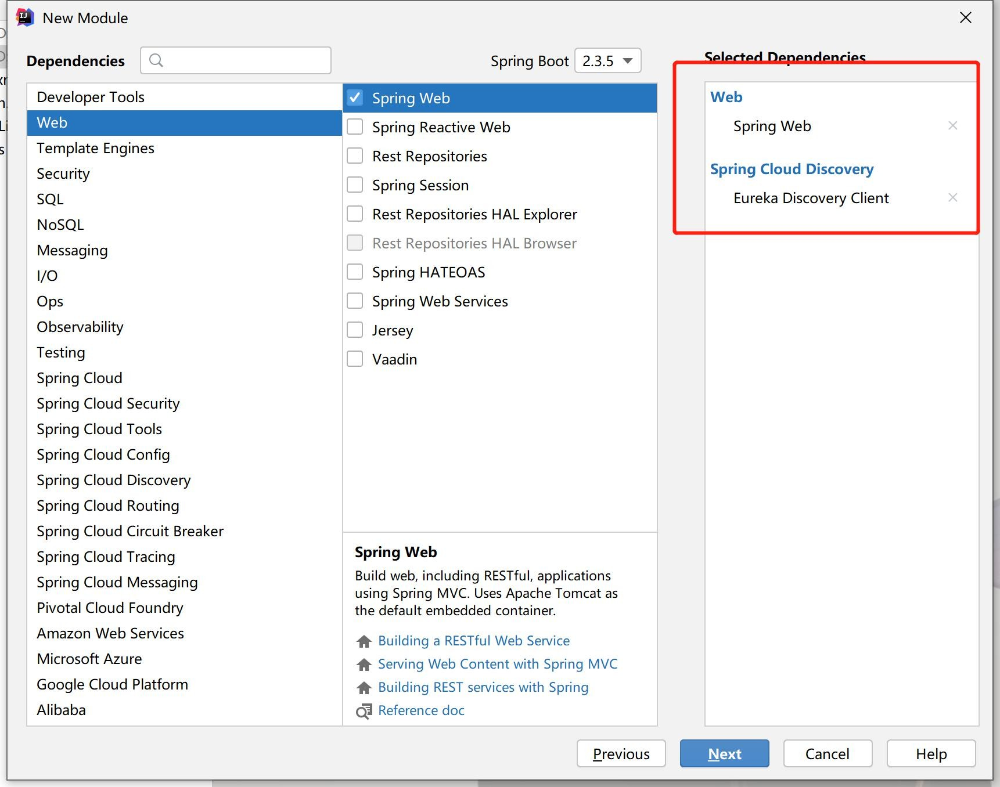 New Module
Dependencies
Spring Boot 2.3.5
Selected Dependencies
Developer Tools
Web
Template Engines
Security
SQL
NoSQL
Messaging
I/O
Ops
Observability
Testing
Spring Cloud
Spring Cloud Security
Spring Cloud Tools
Spring Cloud Config
Spring Cloud Discovery
Spring Cloud Routing
Spring Cloud Circuit Breaker
Spring Cloud Tracing
Spring Cloud Messaging
Pivotal Cloud Foundry
Amazon Web Services
Microsoft Azure
Google Cloud Platform
Alibaba
Spring Web
Spring Reactive Web
Rest Repositories
Spring Session
Rest Repositories HAL Explorer
Rest Repositories HAL Browser
Spring HATEOAS
Spring Web Services
Jersey
Vaadin
Spring Web
Build web, including RESTful, applications
using Spring MVC. Uses Apache Tomcat as
the default embedded container.
Building a RESTful Web Service
Serving Web Content with Spring MVC
Building REST services with Spring
Reference doc
Web
Spring Web
Spring Cloud Discovery
Eureka Discovery Client
Previous
Next
Cancel
Help